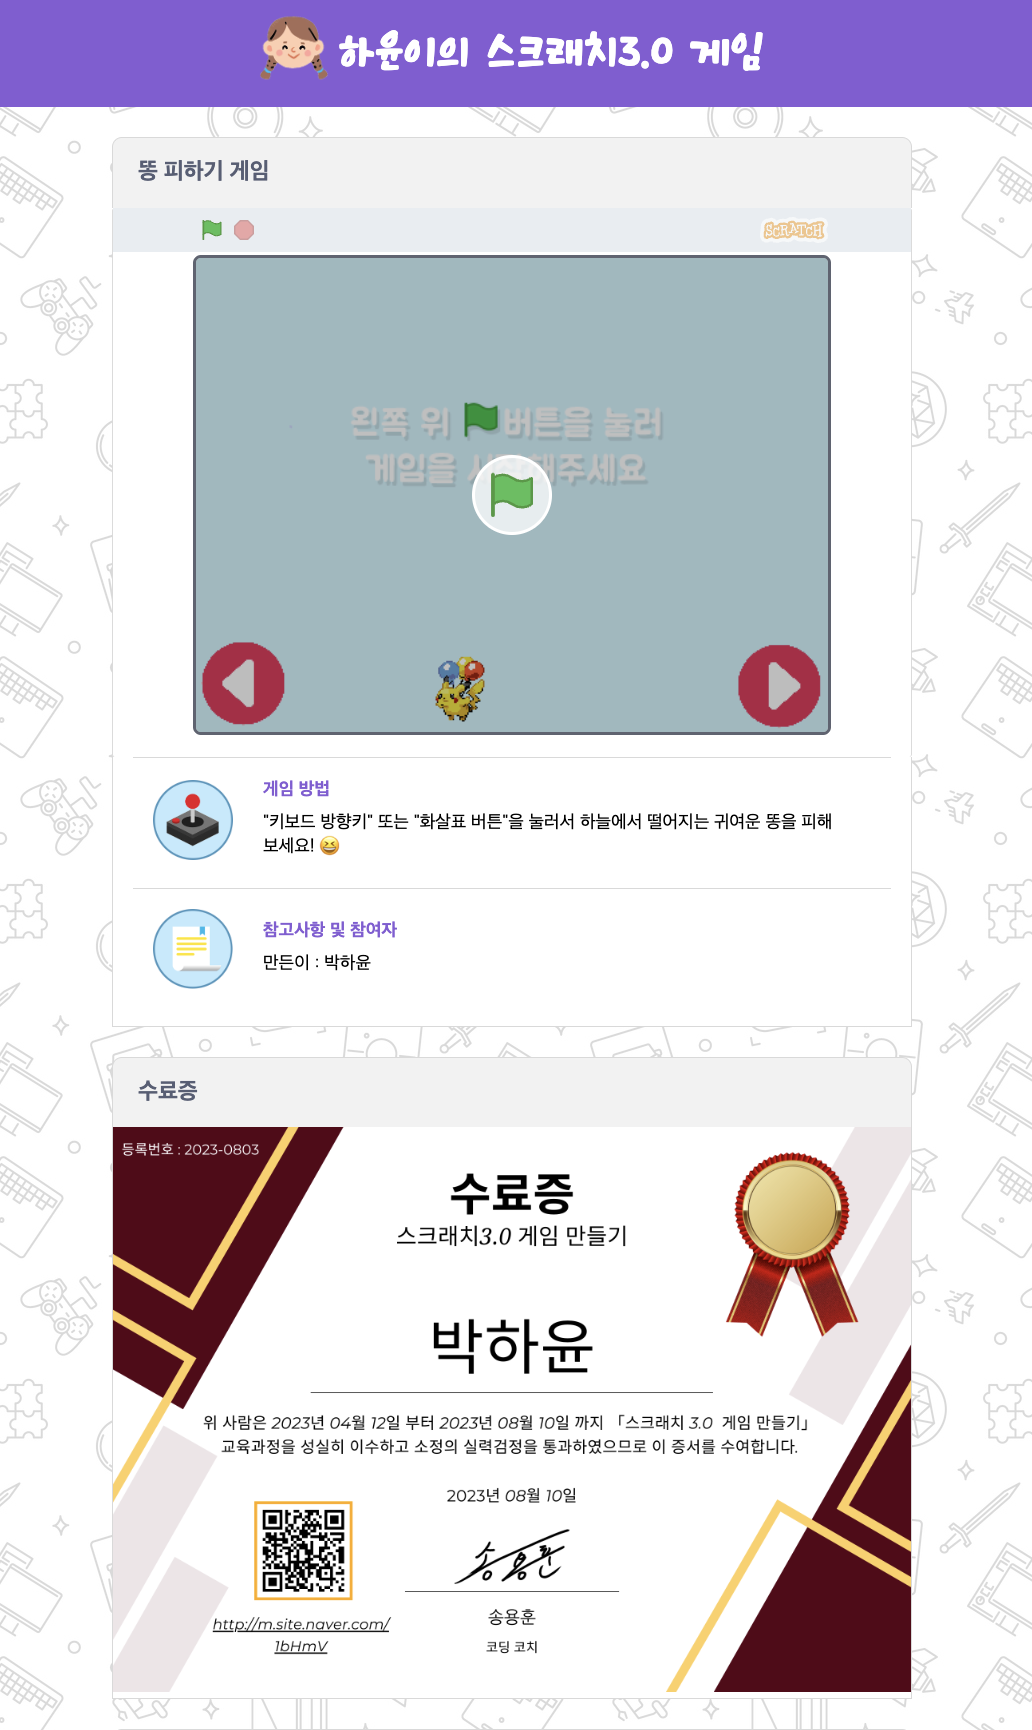 하윤이의 스크래치3.0 게임
똥 피하기 게임
SCRATCH
왼쪽 위 버튼을 눌러
게임을 시작해주세요
게임 방법
"키보드 방향키" 또는 "화살표 버튼"을 눌러서 하늘에서 떨어지는 귀여운 똥을 피해
보세요! 😆
참고사항 및 참여자
만든이 : 박하윤
수료증
등록번호 : 2023-0803
수료증
스크래치3.0 게임 만들기
박하윤
위 사람은 2023년 04월 12일 부터 2023년 08월 10일 까지 「스크래치 3.0 게임 만들기」
교육과정을 성실히 이수하고 소정의 실력검정을 통과하였으므로 이 증서를 수여합니다.
2023년 08월 10일
송용훈
http://m.site.naver.com/
1bHmV
송용훈
코딩 코치